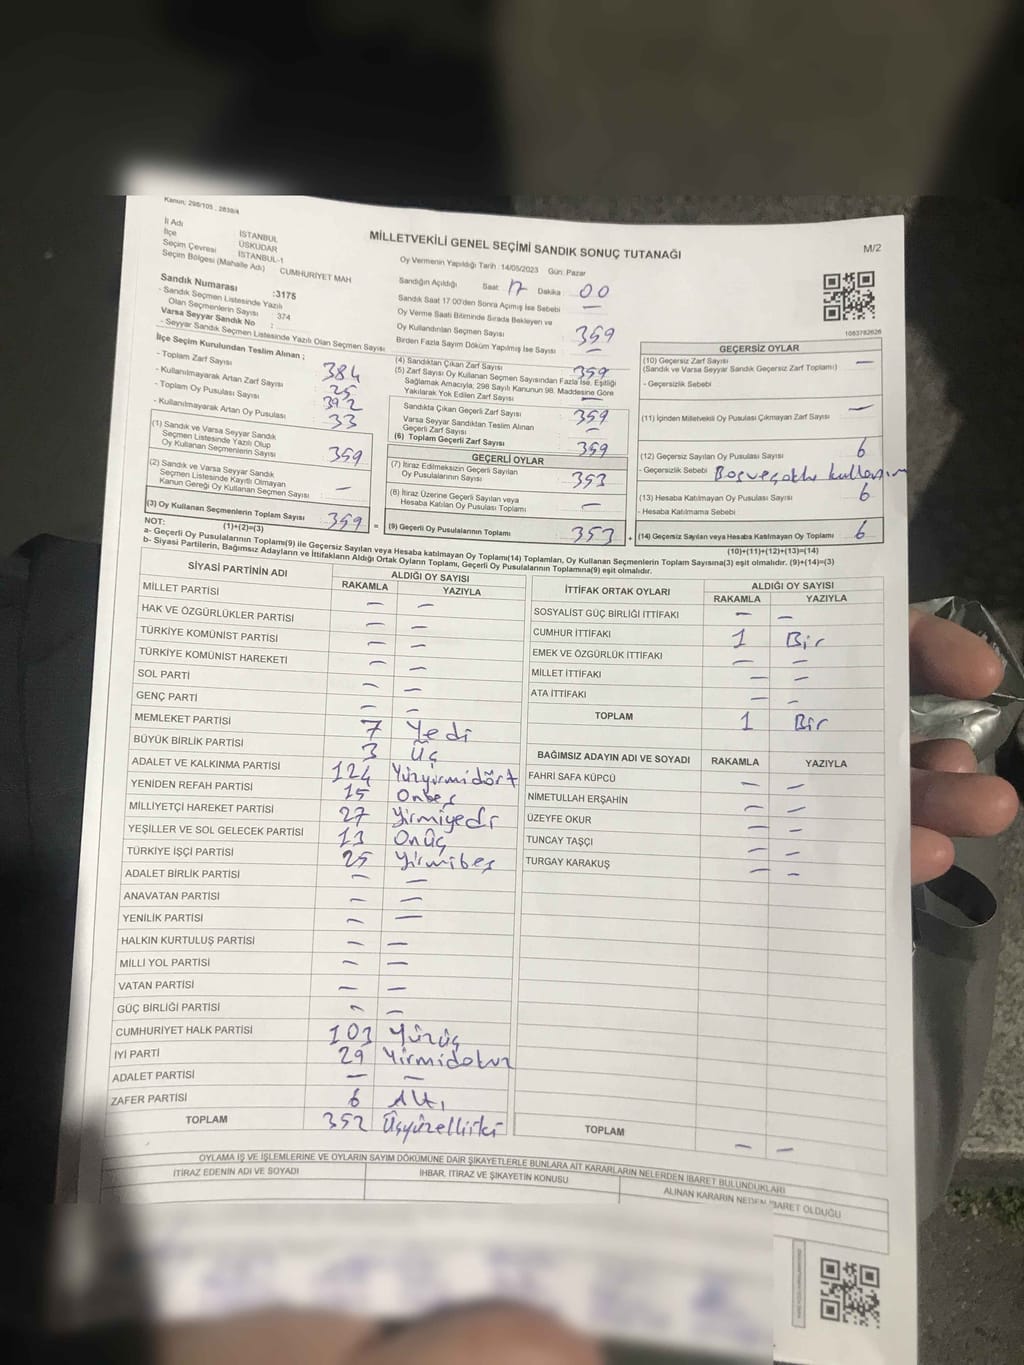 Kanun; 298/105 , 2839/4
MİLLETVEKİLİ GENEL SEÇİMİ SANDIK SONUÇ TUTANAĞI
M/2
İl Adı İSTANBUL
İlçe ÜSKÜDAR
Seçim Çevresi İSTANBUL-1
Seçim Bölgesi (Mahalle Adı) CUMHURİYET MAH
Sandık Numarası :3175
- Sandık Seçmen Listesinde Yazılı
Olan Seçmenlerin Sayısı 374
Varsa Seyyar Sandık No :
- Seyyar Sandık Seçmen Listesinde Yazılı Olan Seçmen Sayısı
Oy Vermenin Yapıldığı Tarih :14/05/2023 Gün: Pazar
Sandığın Açıldığı Saat: 17 Dakika : 00
Sandık Saat 17:00'den Sonra Açımış İse Sebebi : —
Oy Verme Saati Bitiminde Sırada Bekleyen ve
Oy Kullandırılan Seçmen Sayısı : 359
Birden Fazla Sayım Döküm Yapılmış İse Sayısı : —
1063782626
İlçe Seçim Kurulundan Teslim Alınan ;
- Toplam Zarf Sayısı 384
- Kullanılmayarak Artan Zarf Sayısı 25
- Toplam Oy Pusulası Sayısı 392
- Kullanılmayarak Artan Oy Pusulası 33
(1) Sandık ve Varsa Seyyar Sandık
Seçmen Listesinde Yazılı Olup
Oy Kullanan Seçmenlerin Sayısı 359
(2) Sandık ve Varsa Seyyar Sandık
Seçmen Listesinde Kayıtlı Olmayan
Kanun Gereği Oy Kullanan Seçmen Sayısı —
(3) Oy Kullanan Seçmenlerin Toplam Sayısı 359 =
(1)+(2)=(3)
(4) Sandıktan Çıkan Zarf Sayısı 359
(5) Zarf Sayısı Oy Kullanan Seçmen Sayısından Fazla İse, Eşitliği
Sağlamak Amacıyla; 298 Sayılı Kanunun 98. Maddesine Göre
Yakılarak Yok Edilen Zarf Sayısı —
Sandıkta Çıkan Geçerli Zarf Sayısı 359
Varsa Seyyar Sandıktan Teslim Alınan
Geçerli Zarf Sayısı —
(6) Toplam Geçerli Zarf Sayısı 359
GEÇERLİ OYLAR
(7) İtiraz Edilmeksizin Geçerli Sayılan
Oy Pusulalarının Sayısı 353
(8) İtiraz Üzerine Geçerli Sayılan veya
Hesaba Katılan Oy Pusulası Toplamı —
(9) Geçerli Oy Pusulalarının Toplamı 353 +
GEÇERSİZ OYLAR
(10) Geçersiz Zarf Sayısı —
(Sandık ve Varsa Seyyar Sandık Geçersiz Zarf Toplamı)
- Geçersizlik Sebebi
(11) İçinden Milletvekili Oy Pusulası Çıkmayan Zarf Sayısı —
(12) Geçersiz Sayılan Oy Pusulası Sayısı 6
- Geçersizlik Sebebi
(13) Hesaba Katılmayan Oy Pusulası Sayısı 6
- Hesaba Katılmama Sebebi
(14) Geçersiz Sayılan veya Hesaba Katılmayan Oy Toplamı 6
(10)+(11)+(12)+(13)=(14)
NOT:
a- Geçerli Oy Pusulalarının Toplamı(9) ile Geçersiz Sayılan veya Hesaba katılmayan Oy Toplamı(14) Toplamları, Oy Kullanan Seçmenlerin Toplam Sayısına(3) eşit olmalıdır. (9)+(14)=(3)
b- Siyasi Partilerin, Bağımsız Adayların ve İttifakların Aldığı Ortak Oyların Toplamı, Geçerli Oy Pusulalarının Toplamına(9) eşit olmalıdır.
SİYASİ PARTİNİN ADI ALDIĞI OY SAYISI
RAKAMLA YAZIYLA
MİLLET PARTİSİ — —
HAK VE ÖZGÜRLÜKLER PARTİSİ — —
TÜRKİYE KOMÜNİST PARTİSİ — —
TÜRKİYE KOMÜNİST HAREKETİ — —
SOL PARTİ — —
GENÇ PARTİ — —
MEMLEKET PARTİSİ 7 Yedi
BÜYÜK BİRLİK PARTİSİ 3 Üç
ADALET VE KALKINMA PARTİSİ 124 Yüzyirmidört
YENİDEN REFAH PARTİSİ 15 Onbeş
MİLLİYETÇİ HAREKET PARTİSİ 27 Yirmiyedi
YEŞİLLER VE SOL GELECEK PARTİSİ 13 Onüç
TÜRKİYE İŞÇİ PARTİSİ 25 Yirmibeş
ADALET BİRLİK PARTİSİ — —
ANAVATAN PARTİSİ — —
YENİLİK PARTİSİ — —
HALKIN KURTULUŞ PARTİSİ — —
MİLLİ YOL PARTİSİ — —
VATAN PARTİSİ — —
GÜÇ BİRLİĞİ PARTİSİ — —
CUMHURİYET HALK PARTİSİ 103 Yüzüç
İYİ PARTİ 29 Yirmidokuz
ADALET PARTİSİ — —
ZAFER PARTİSİ 6 Altı
TOPLAM 352 Üçyüzelliiki
İTTİFAK ORTAK OYLARI ALDIĞI OY SAYISI
RAKAMLA YAZIYLA
SOSYALİST GÜÇ BİRLİĞİ İTTİFAKI — —
CUMHUR İTTİFAKI 1 Bir
EMEK VE ÖZGÜRLÜK İTTİFAKI — —
MİLLET İTTİFAKI — —
ATA İTTİFAKI — —
TOPLAM 1 Bir
BAĞIMSIZ ADAYIN ADI VE SOYADI RAKAMLA YAZIYLA
FAHRİ SAFA KÜPCÜ — —
NİMETULLAH ERŞAHİN — —
ÜZEYFE OKUR — —
TUNCAY TAŞÇI — —
TURGAY KARAKUŞ — —
TOPLAM — —
OYLAMA İŞ VE İŞLEMLERİNE VE OYLARIN SAYIM DÖKÜMÜNE DAİR ŞİKAYETLERLE BUNLARA AİT KARARLARIN NELERDEN İBARET BULUNDUKLARI
İTİRAZ EDENİN ADI VE SOYADI
İHBAR, İTİRAZ VE ŞİKAYETİN KONUSU
ALINAN KARARIN NEDEN İBARET OLDUĞU